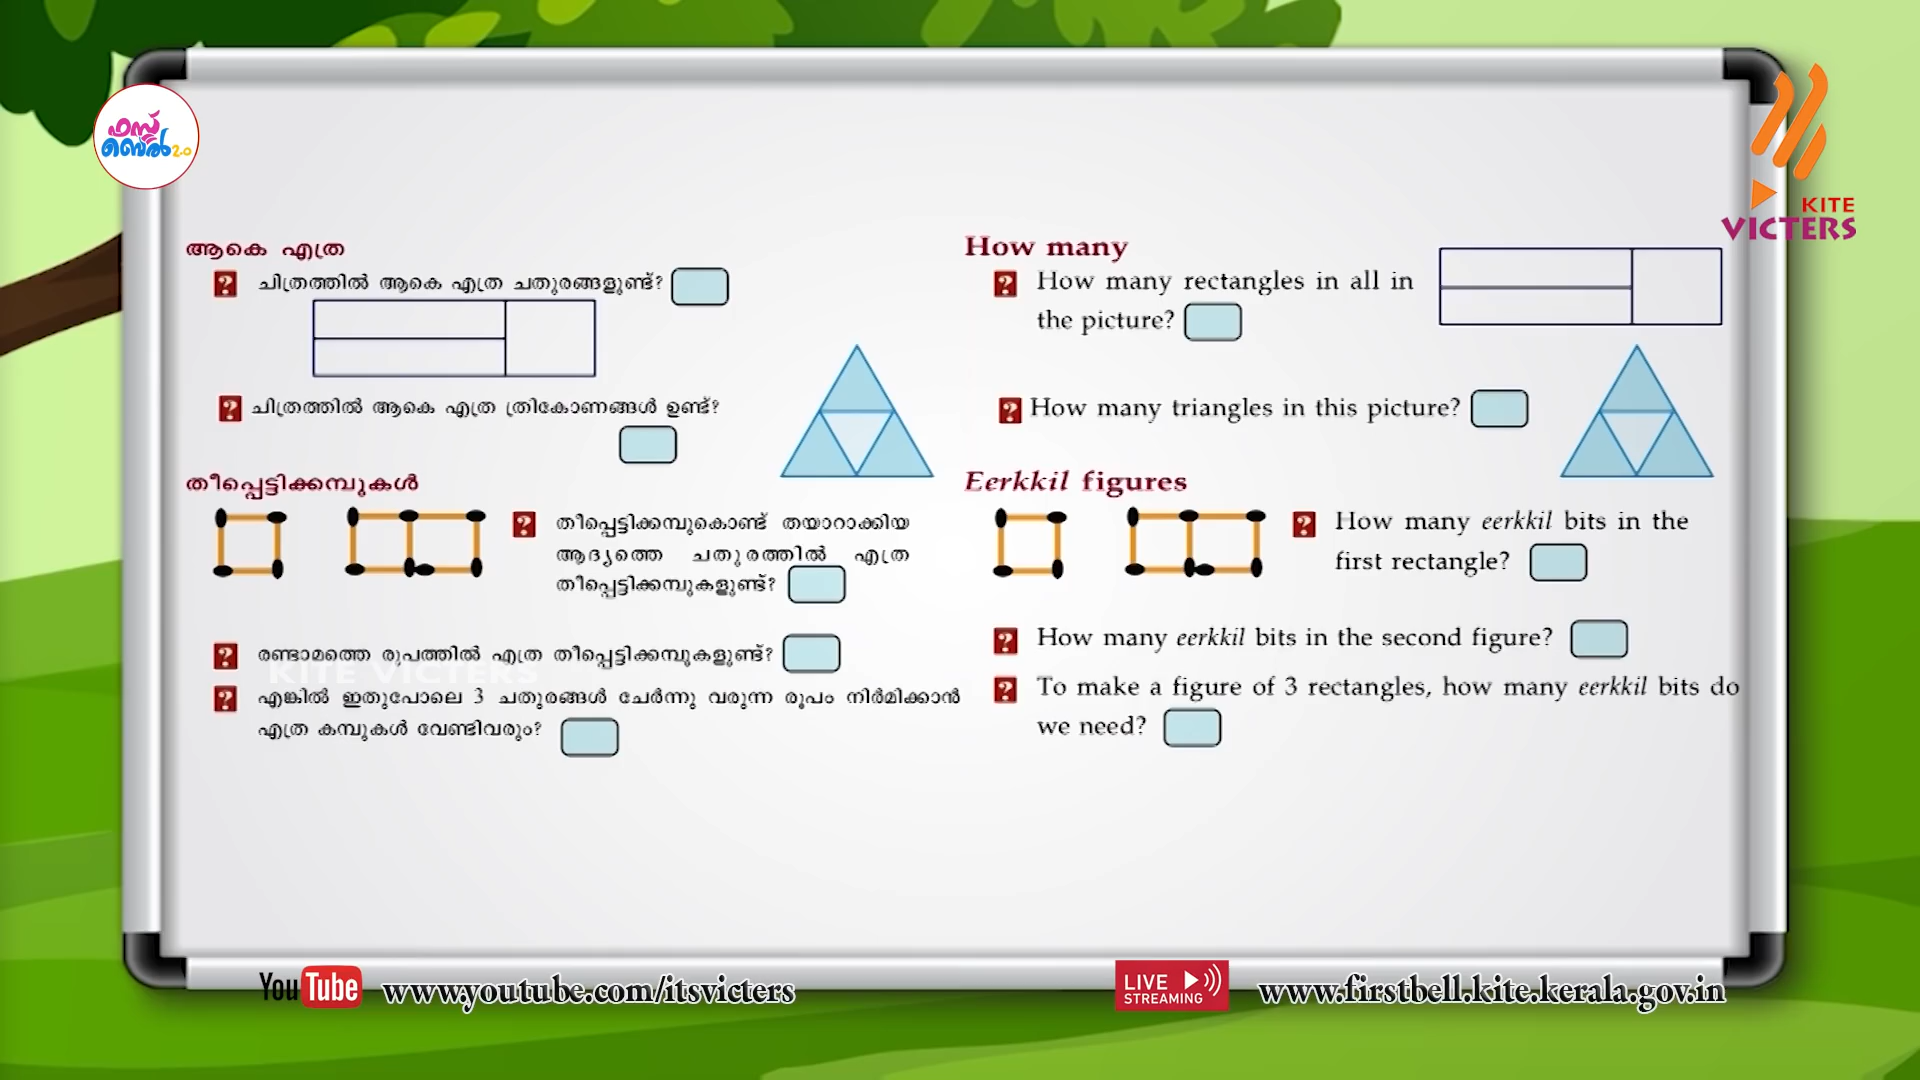 ഫസ്റ്റ്
ബെൽ 2.0
KITE
VICTERS
ആകെ എത്ര
? ചിത്രത്തിൽ ആകെ എത്ര ചതുരങ്ങളുണ്ട്?
? ചിത്രത്തിൽ ആകെ എത്ര ത്രികോണങ്ങൾ ഉണ്ട്?
തീപ്പെട്ടിക്കമ്പുകൾ
? തീപ്പെട്ടിക്കമ്പുകൊണ്ട് തയാറാക്കിയ
ആദ്യത്തെ ചതുരത്തിൽ എത്ര
തീപ്പെട്ടിക്കമ്പുകളുണ്ട്?
? രണ്ടാമത്തെ രൂപത്തിൽ എത്ര തീപ്പെട്ടിക്കമ്പുകളുണ്ട്?
KITE VICTERS
? എങ്കിൽ ഇതുപോലെ 3 ചതുരങ്ങൾ ചേർന്നു വരുന്ന രൂപം നിർമിക്കാൻ
എത്ര കമ്പുകൾ വേണ്ടിവരും?
How many
? How many rectangles in all in
the picture?
? How many triangles in this picture?
Eerkkil figures
? How many eerkkil bits in the
first rectangle?
? How many eerkkil bits in the second figure?
? To make a figure of 3 rectangles, how many eerkkil bits do
we need?
YouTube www.youtube.com/itsvicters
LIVE
STREAMING
www.firstbell.kite.kerala.gov.in